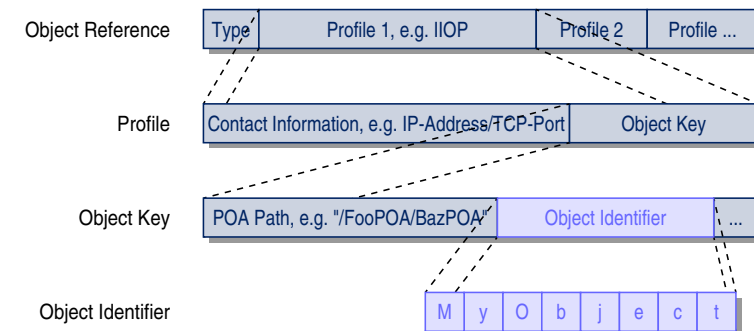 Object Reference Type Profile 1, e.g. IIOP Profile 2 Profile ...
Profile Contact Information, e.g. IP-Address/TCP-Port Object Key
Object Key POA Path, e.g. "/FooPOA/BazPOA" Object Identifier ...
Object Identifier M y O b j e c t